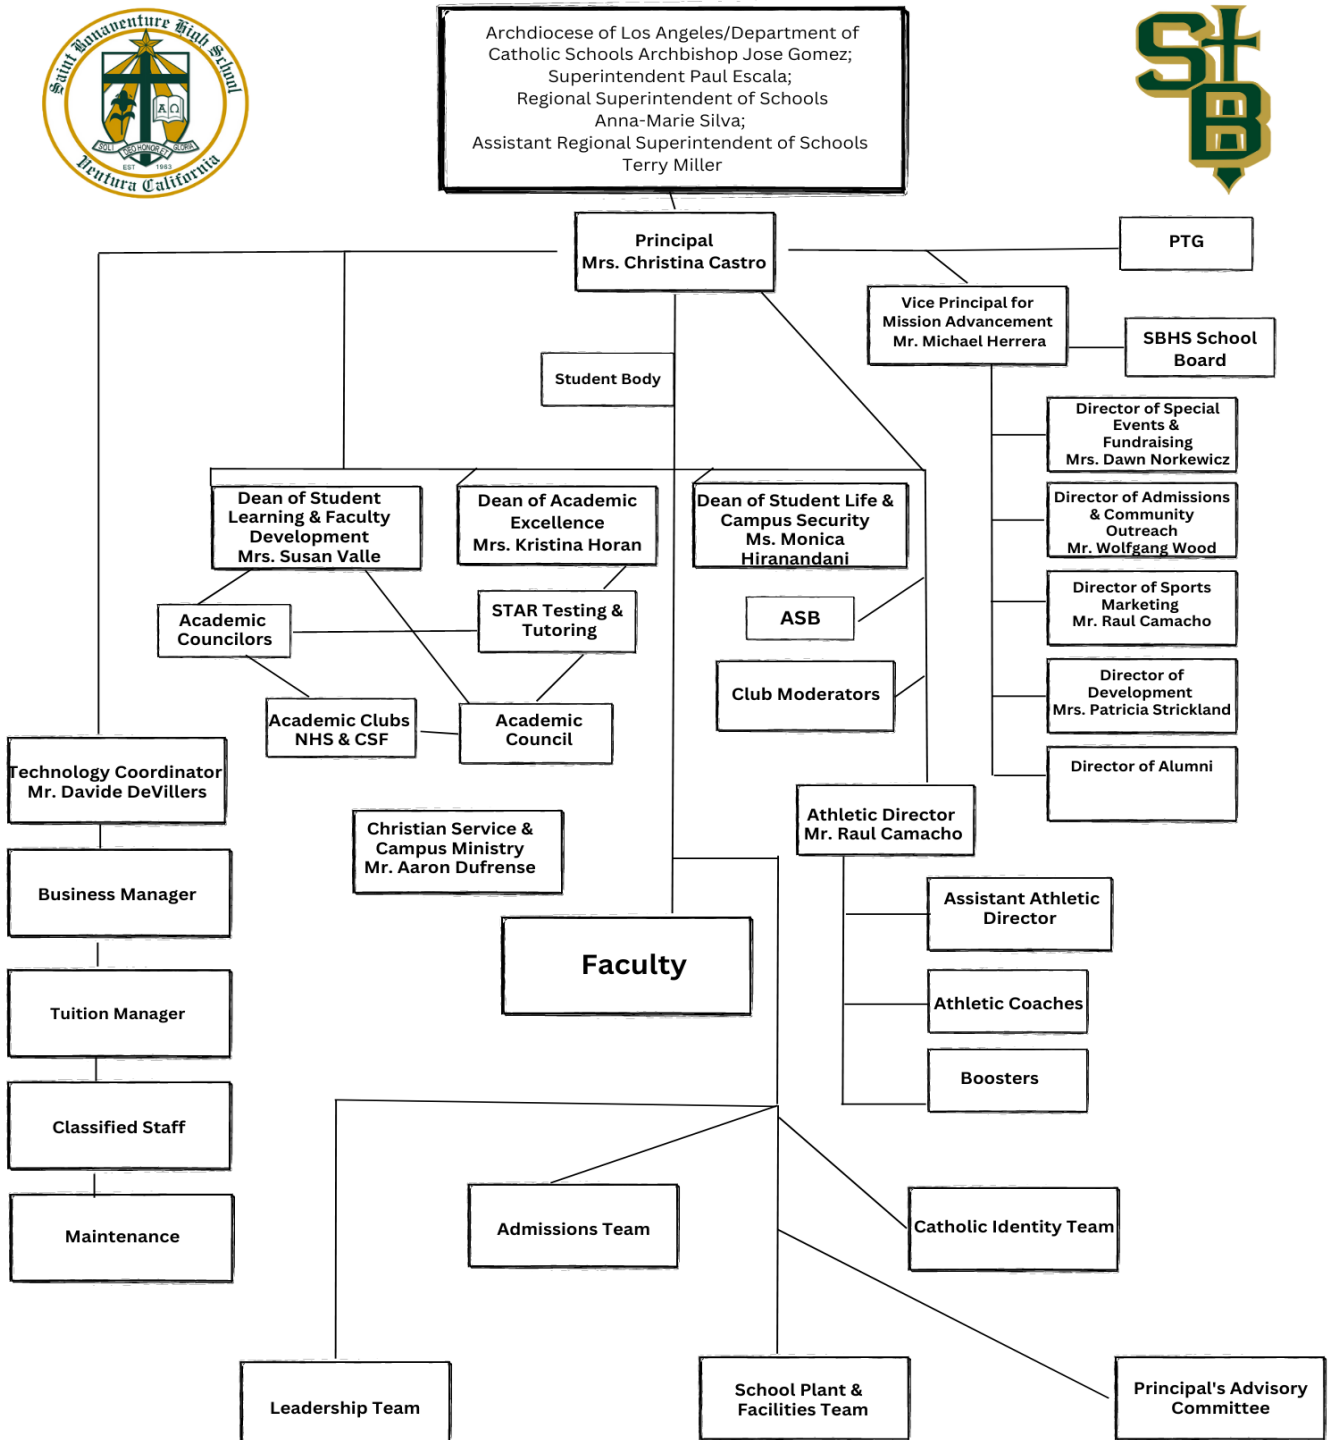 Saint Bonaventure High School
ΑΩ
SOLI DEO HONOR ET GLORIA
EST 1963
Ventura California
Archdiocese of Los Angeles/Department of
Catholic Schools Archbishop Jose Gomez;
Superintendent Paul Escala;
Regional Superintendent of Schools
Anna-Marie Silva;
Assistant Regional Superintendent of Schools
Terry Miller
StB
Principal
Mrs. Christina Castro
PTG
Vice Principal for
Mission Advancement
Mr. Michael Herrera
SBHS School
Board
Student Body
Director of Special
Events &
Fundraising
Mrs. Dawn Norkewicz
Dean of Student
Learning & Faculty
Development
Mrs. Susan Valle
Dean of Academic
Excellence
Mrs. Kristina Horan
Dean of Student Life &
Campus Security
Ms. Monica
Hiranandani
Director of Admissions
& Community
Outreach
Mr. Wolfgang Wood
Academic
Councilors
STAR Testing &
Tutoring
ASB
Director of Sports
Marketing
Mr. Raul Camacho
Club Moderators
Director of
Development
Mrs. Patricia Strickland
Academic Clubs
NHS & CSF
Academic
Council
Director of Alumni
Technology Coordinator
Mr. Davide DeVillers
Christian Service &
Campus Ministry
Mr. Aaron Dufrense
Athletic Director
Mr. Raul Camacho
Business Manager
Assistant Athletic
Director
Faculty
Athletic Coaches
Tuition Manager
Boosters
Classified Staff
Admissions Team
Catholic Identity Team
Maintenance
Leadership Team
School Plant &
Facilities Team
Principal's Advisory
Committee